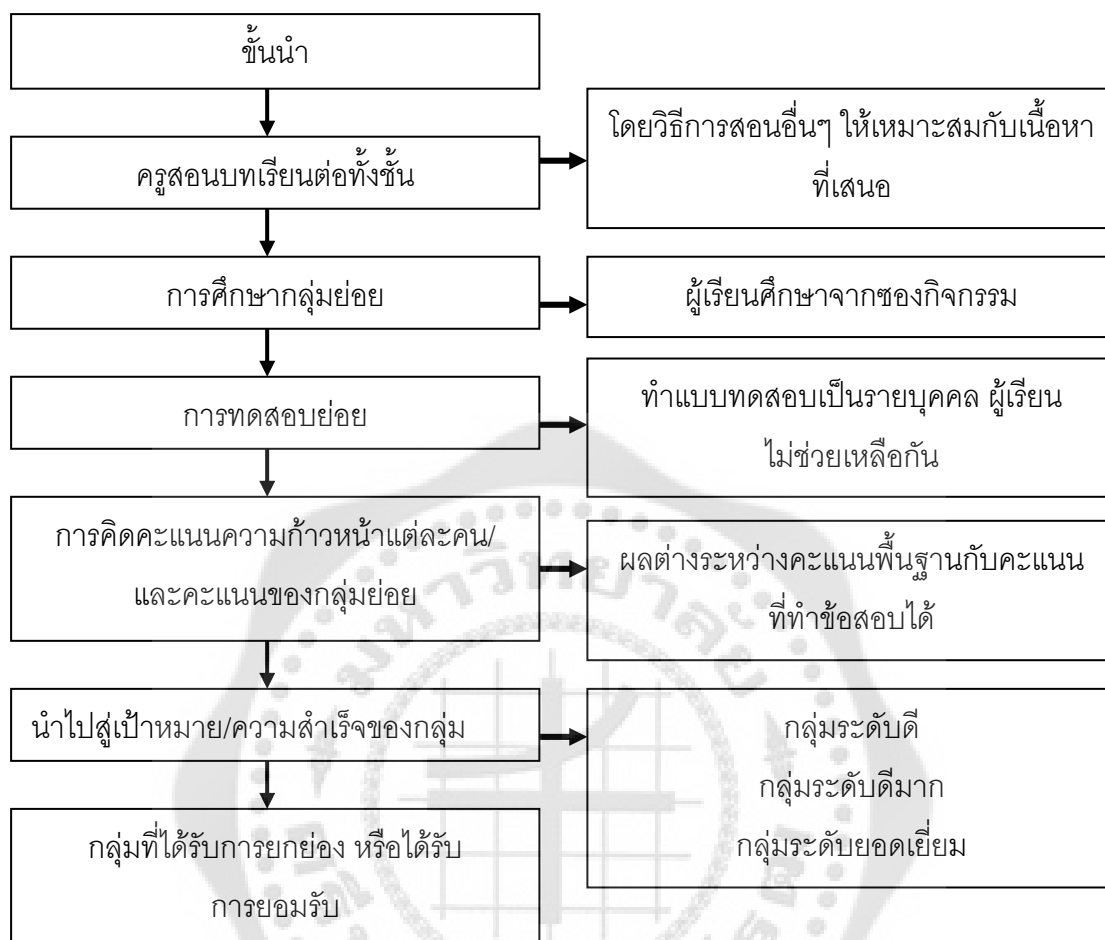 ขั้นนำ
ครูสอนบทเรียนต่อทั้งชั้น
โดยวิธีการสอนอื่นๆ ให้เหมาะสมกับเนื้อหา
ที่เสนอ
การศึกษากลุ่มย่อย
ผู้เรียนศึกษาจากซองกิจกรรม
การทดสอบย่อย
ทำแบบทดสอบเป็นรายบุคคล ผู้เรียน
ไม่ช่วยเหลือกัน
การคิดคะแนนความก้าวหน้าแต่ละคน/
และคะแนนของกลุ่มย่อย
ผลต่างระหว่างคะแนนพื้นฐานกับคะแนน
ที่ทำข้อสอบได้
นำไปสู่เป้าหมาย/ความสำเร็จของกลุ่ม
กลุ่มระดับดี
กลุ่มระดับดีมาก
กลุ่มระดับยอดเยี่ยม
กลุ่มที่ได้รับการยกย่อง หรือได้รับ
การยอมรับ
มหาวิทยาลัย